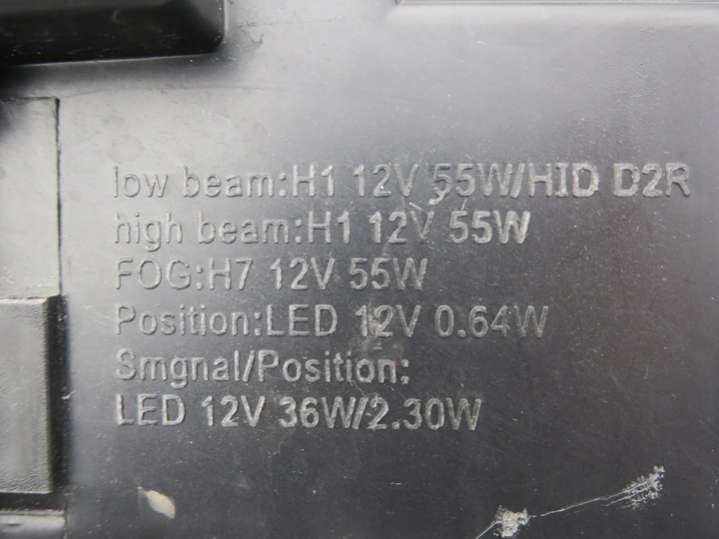 low beam:H1 12V 55W/HID D2R
high beam:H1 12V 55W
FOG:H7 12V 55W
Position:LED 12V 0.64W
Smgnal/Position:
LED 12V 36W/2.30W